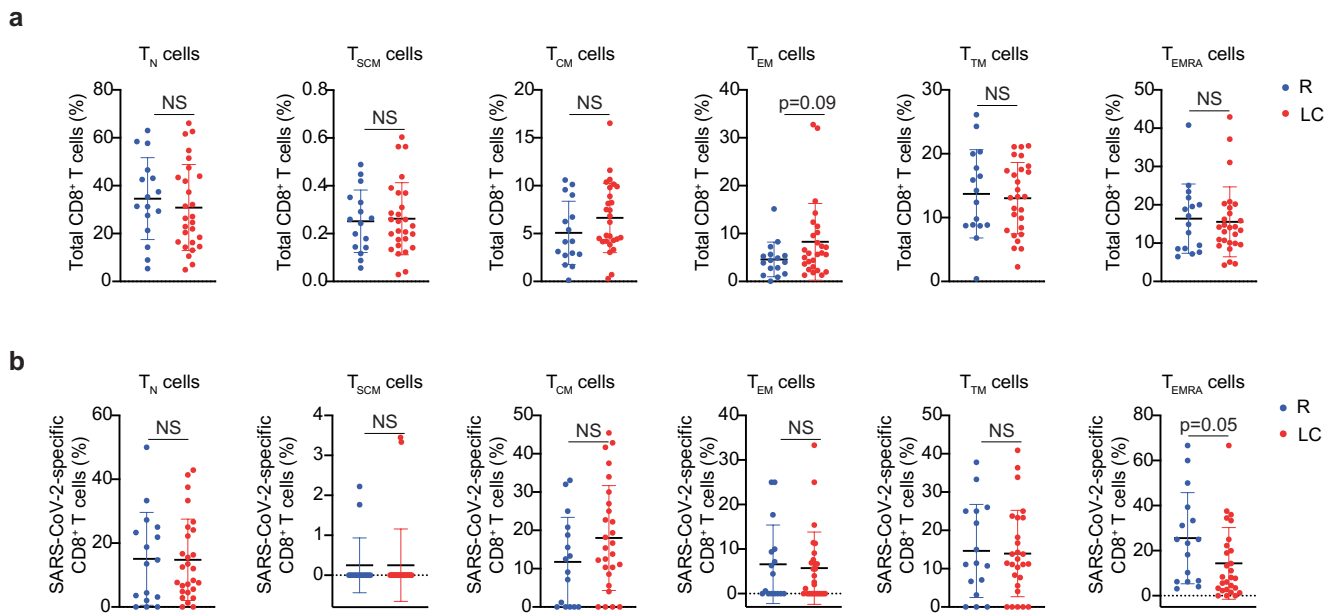 a
T_N cells
T_SCM cells
T_CM cells
T_EM cells
T_TM cells
T_EMRA cells
Total CD8⁺ T cells (%)
80
60
40
20
0
NS
Total CD8⁺ T cells (%)
0.8
0.6
0.4
0.2
0.0
NS
Total CD8⁺ T cells (%)
20
15
10
5
0
NS
Total CD8⁺ T cells (%)
40
30
20
10
0
p=0.09
Total CD8⁺ T cells (%)
30
20
10
0
NS
Total CD8⁺ T cells (%)
50
40
30
20
10
0
NS
R
LC
b
T_N cells
T_SCM cells
T_CM cells
T_EM cells
T_TM cells
T_EMRA cells
SARS-CoV-2-specific
CD8⁺ T cells (%)
60
40
20
0
NS
SARS-CoV-2-specific
CD8⁺ T cells (%)
4
3
2
1
0
NS
SARS-CoV-2-specific
CD8⁺ T cells (%)
50
40
30
20
10
0
NS
SARS-CoV-2-specific
CD8⁺ T cells (%)
40
30
20
10
0
NS
SARS-CoV-2-specific
CD8⁺ T cells (%)
50
40
30
20
10
0
NS
SARS-CoV-2-specific
CD8⁺ T cells (%)
80
60
40
20
0
p=0.05
R
LC